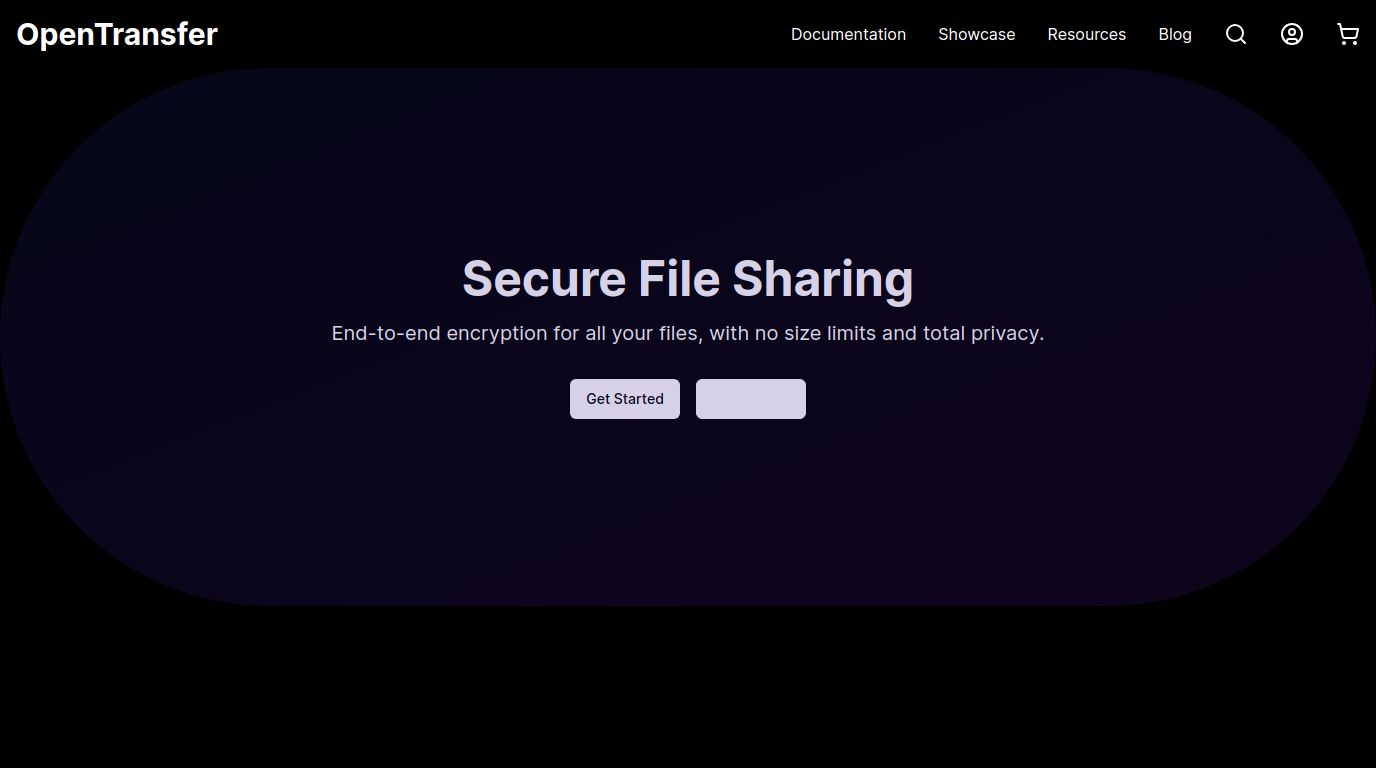 OpenTransfer
Documentation Showcase Resources Blog
Secure File Sharing
End-to-end encryption for all your files, with no size limits and total privacy.
Get Started